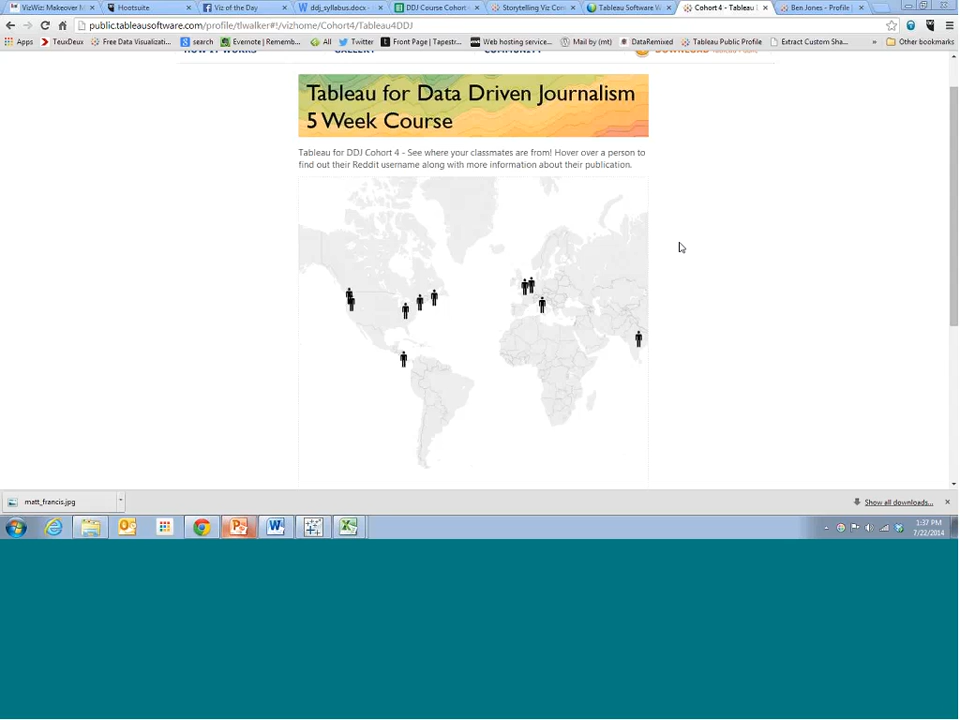 VizWiz: Makeover M
Hootsuite
Viz of the Day
ddj_syllabus.docx -
DDJ Course Cohort
Storytelling Viz Con
Tableau Software W
Cohort 4 - Tableau
Ben Jones - Profile
public.tableausoftware.com/profile/tlwalker#!/vizhome/Cohort4/Tableau4DDJ
Apps TeuxDeux Free Data Visualizati... search Evernote | Rememb... All Twitter Front Page | Tapestr... Web hosting service... Mail by (mt) DataRemixed Tableau Public Profile Extract Custom Sha... » Other bookmarks
Tableau for Data Driven Journalism
5 Week Course
Tableau for DDJ Cohort 4 - See where your classmates are from! Hover over a person to
find out their Reddit username along with more information about their publication.
matt_francis.jpg
Show all downloads...
1:37 PM
7/22/2014